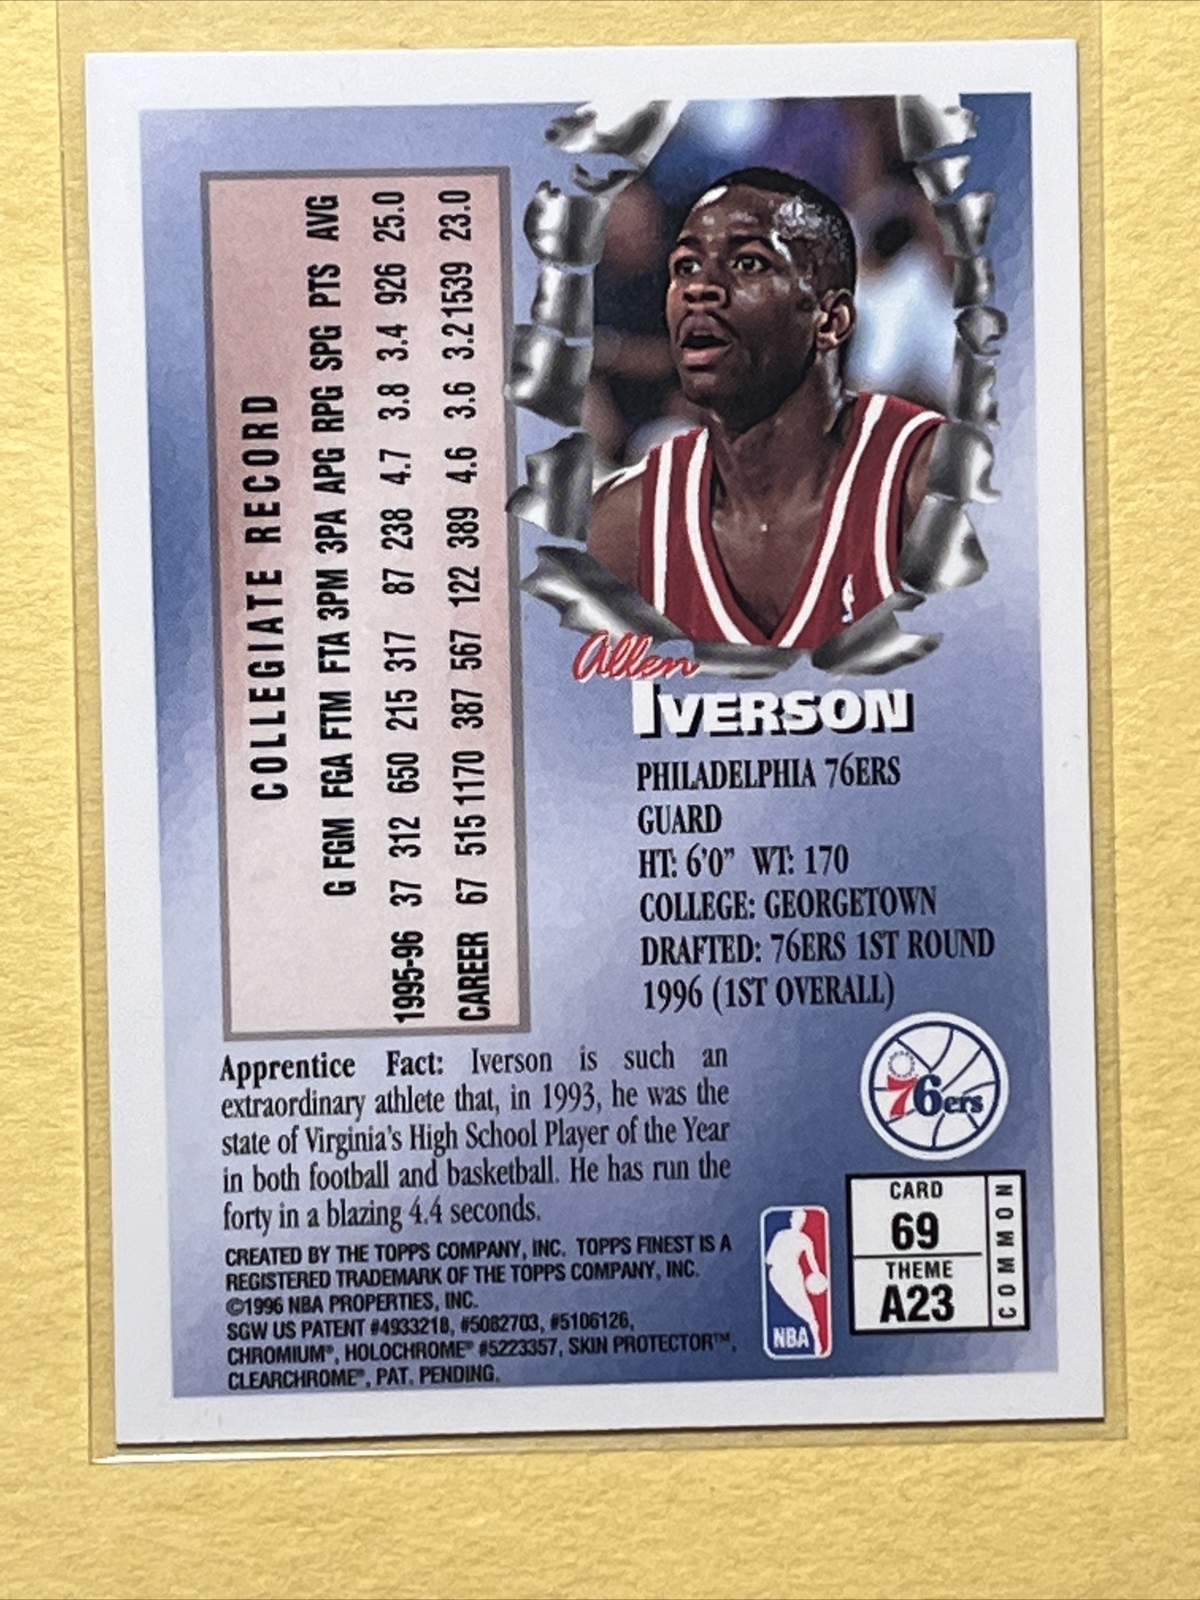 COLLEGIATE RECORD
G FGM FGA FTM FTA 3PM 3PA APG RPG SPG PTS AVG
1995-96 37 312 650 215 317 87 238 4.7 3.8 3.4 926 25.0
CAREER 67 515 1170 387 567 122 389 4.6 3.6 3.2 1539 23.0
Allen
IVERSON
PHILADELPHIA 76ERS
GUARD
HT: 6'0” WT: 170
COLLEGE: GEORGETOWN
DRAFTED: 76ERS 1ST ROUND
1996 (1ST OVERALL)
Apprentice Fact: Iverson is such an
extraordinary athlete that, in 1993, he was the
state of Virginia's High School Player of the Year
in both football and basketball. He has run the
forty in a blazing 4.4 seconds.
CREATED BY THE TOPPS COMPANY, INC. TOPPS FINEST IS A
REGISTERED TRADEMARK OF THE TOPPS COMPANY, INC.
©1996 NBA PROPERTIES, INC.
SGW US PATENT #4933218, #5082703, #5106126,
CHROMIUM®, HOLOCHROME® #5223357, SKIN PROTECTOR™,
CLEARCHROME®, PAT. PENDING.
76ers
NBA
CARD
69
THEME
A23
COMMON